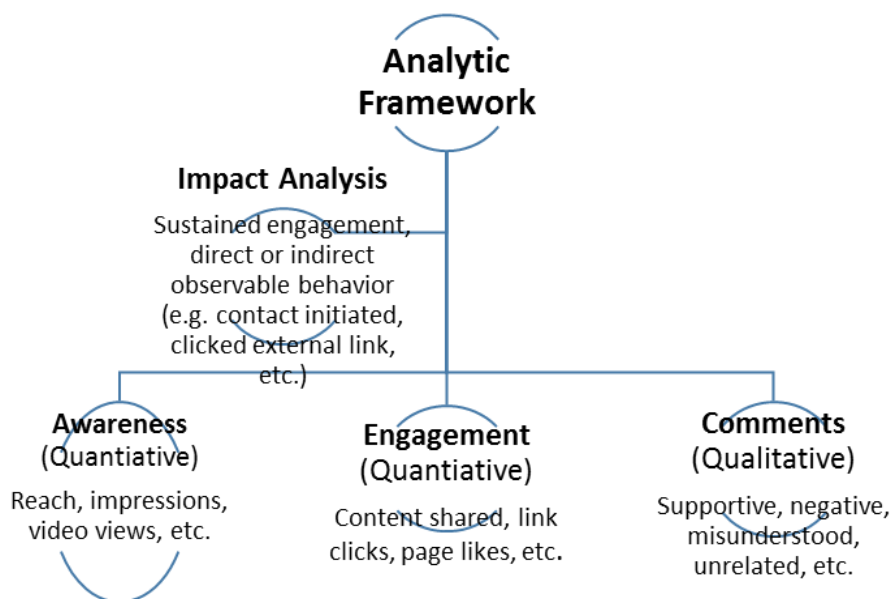 Analytic
Framework
Impact Analysis
Sustained engagement,
direct or indirect
observable behavior
(e.g. contact initiated,
clicked external link,
etc.)
Awareness
(Quantiative)
Reach, impressions,
video views, etc.
Engagement
(Quantiative)
Content shared, link
clicks, page likes, etc.
Comments
(Qualitative)
Supportive, negative,
misunderstood,
unrelated, etc.